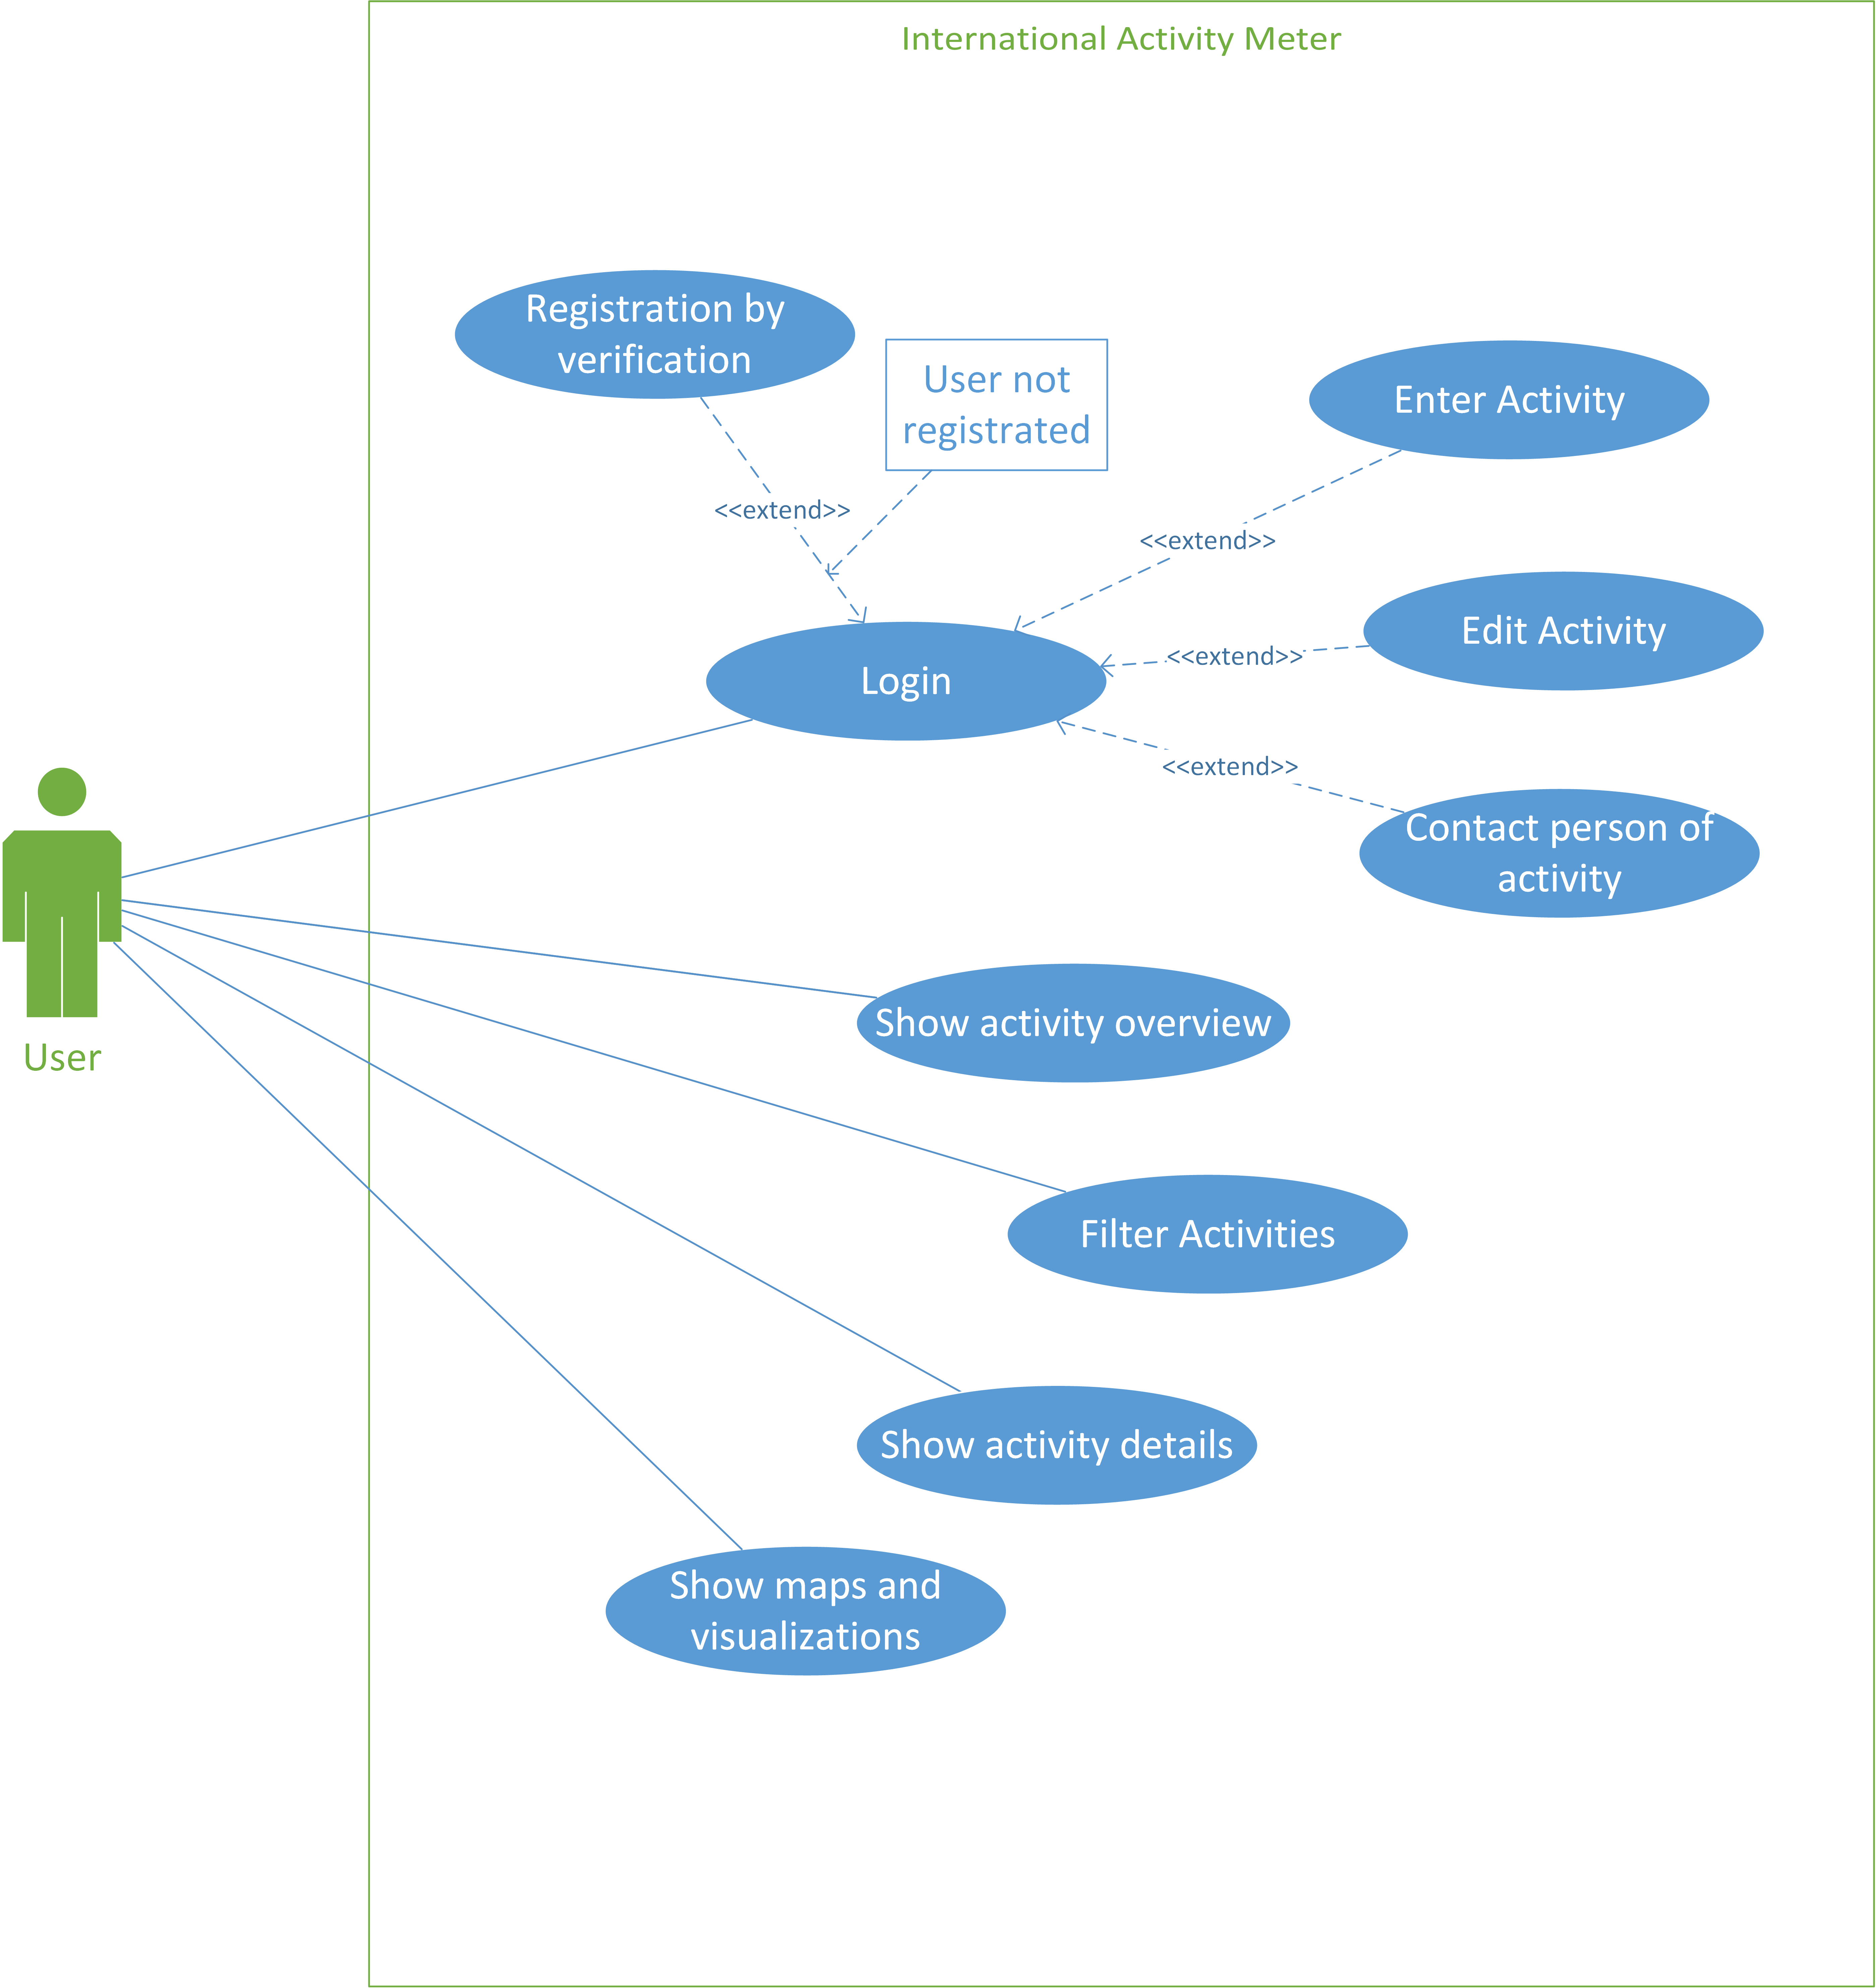 International Activity Meter
Registration by
verification
User not
registrated
Enter Activity
<<extend>>
<<extend>>
Edit Activity
<<extend>>
Login
<<extend>>
Contact person of
activity
Show activity overview
User
Filter Activities
Show activity details
Show maps and
visualizations